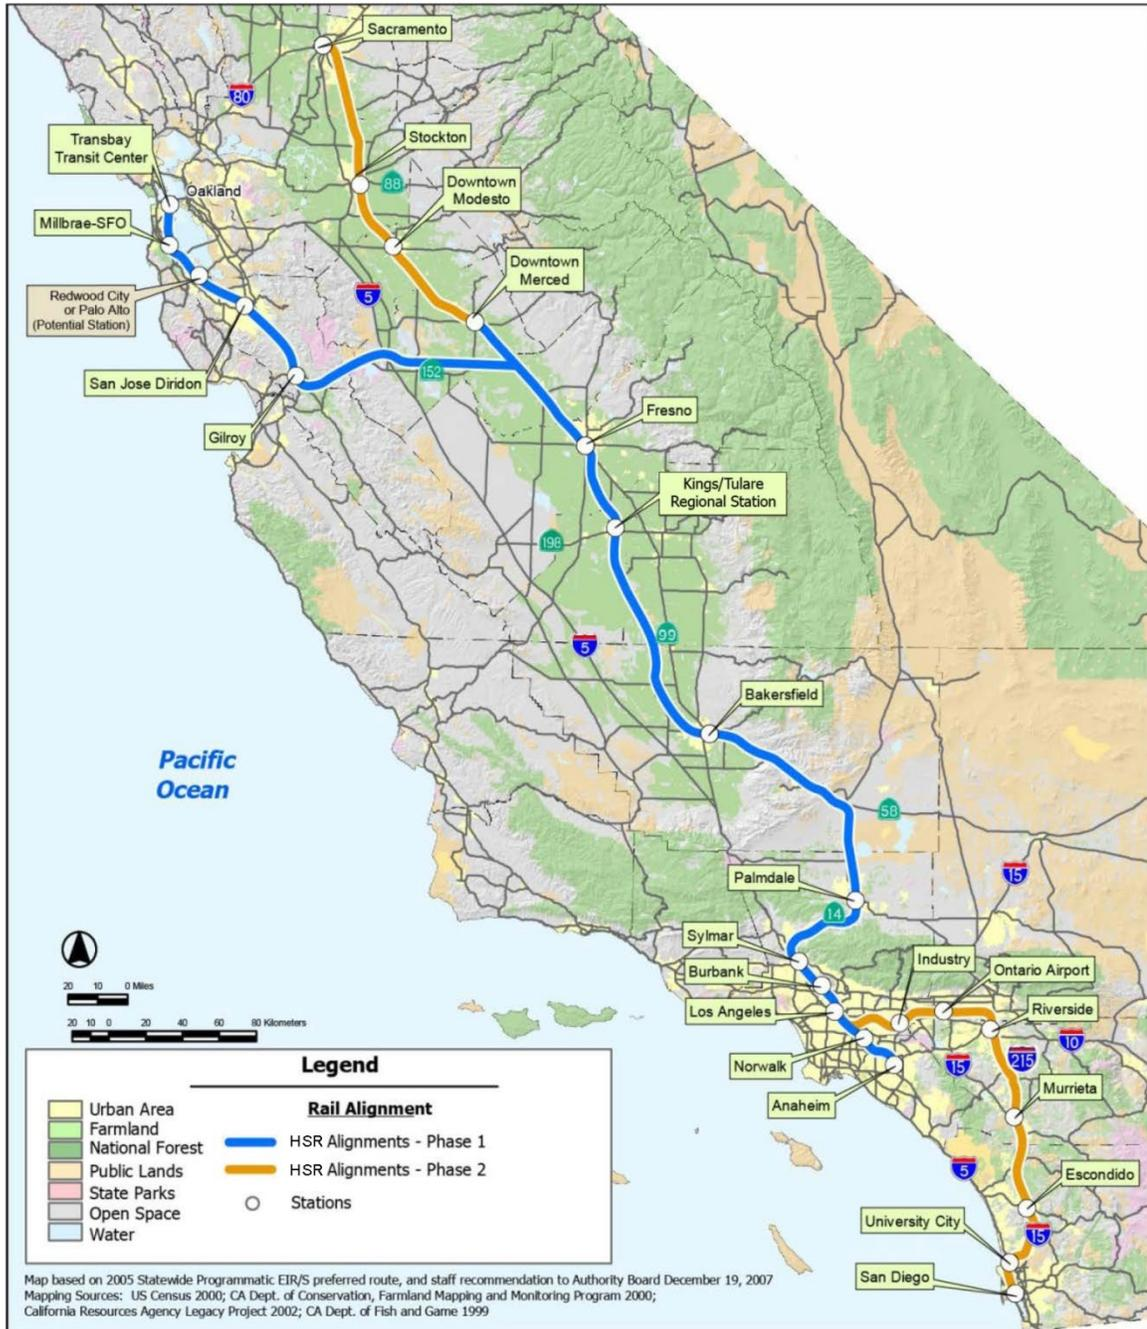 Sacramento
80
Transbay
Transit Center
Stockton
88
Downtown
Modesto
Oakland
Millbrae-SFO
Downtown
Merced
5
Redwood City
or Palo Alto
(Potential Station)
San Jose Diridon
152
Gilroy
Fresno
Kings/Tulare
Regional Station
198
99
5
Bakersfield
Pacific
Ocean
58
15
Palmdale
14
Sylmar
Industry
Burbank
Ontario Airport
Los Angeles
Riverside
Norwalk
10
215
15
Anaheim
Murrieta
5
Escondido
University City
15
San Diego
20 10 0 Miles
20 10 0 20 40 80 Kilometers
Legend
Rail Alignment
Urban Area
Farmland
National Forest
Public Lands
State Parks
Open Space
Water
HSR Alignments - Phase 1
HSR Alignments - Phase 2
Stations
Map based on 2005 Statewide Programmatic EIR/S preferred route, and staff recommendation to Authority Board December 19, 2007
Mapping Sources: US Census 2000; CA Dept. of Conservation, Farmland Mapping and Monitoring Program 2000;
California Resources Agency Legacy Project 2002; CA Dept. of Fish and Game 1999